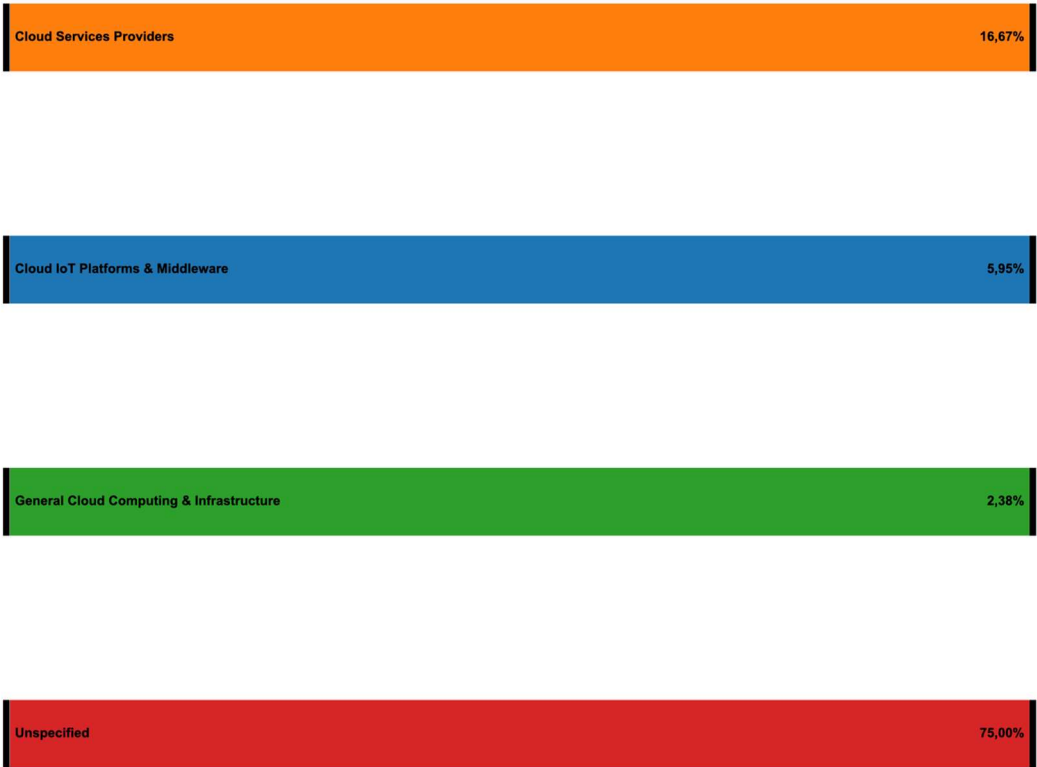 Cloud Services Providers 16,67%
Cloud IoT Platforms & Middleware 5,95%
General Cloud Computing & Infrastructure 2,38%
Unspecified 75,00%